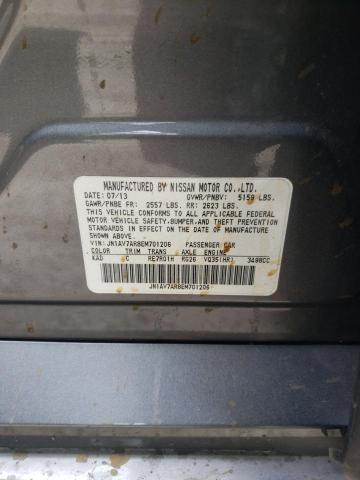 MANUFACTURED BY NISSAN MOTOR CO.,LTD.
DATE: 07/13 GVWR/PNBV: 5159 LBS.
GAWR/PNBE FR: 2557 LBS. RR: 2623 LBS.
THIS VEHICLE CONFORMS TO ALL APPLICABLE FEDERAL
MOTOR VEHICLE SAFETY,BUMPER,AND THEFT PREVENTION
STANDARDS IN EFFECT ON THE DATE OF
MANUFACTURE SHOWN ABOVE.
VIN: JN1AV7AR8EM701206 PASSENGER CAR
COLOR TRIM TRANS AXLE ENGINE
KAD C RE7R01H RG26 VQ35(HR) 3498CC
JN1AV7AR8EM701206